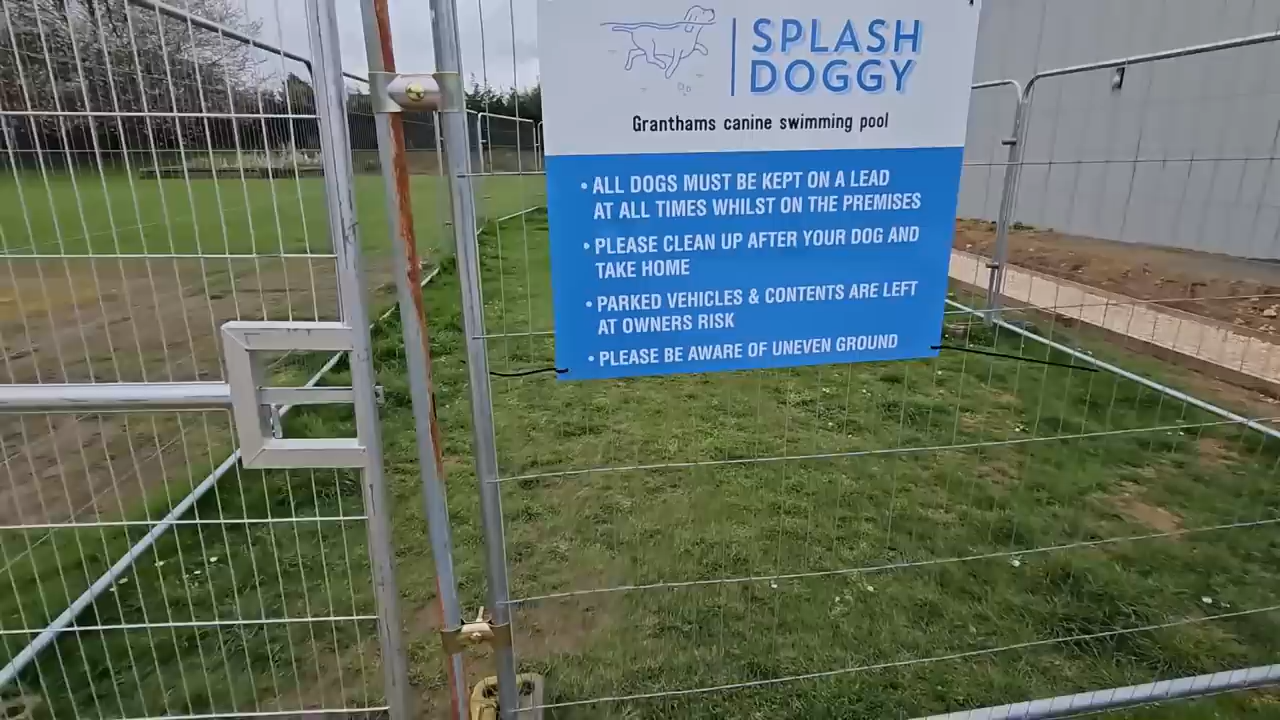 SPLASH
DOGGY
Granthams canine swimming pool
• ALL DOGS MUST BE KEPT ON A LEAD
AT ALL TIMES WHILST ON THE PREMISES
• PLEASE CLEAN UP AFTER YOUR DOG AND
TAKE HOME
• PARKED VEHICLES & CONTENTS ARE LEFT
AT OWNERS RISK
• PLEASE BE AWARE OF UNEVEN GROUND